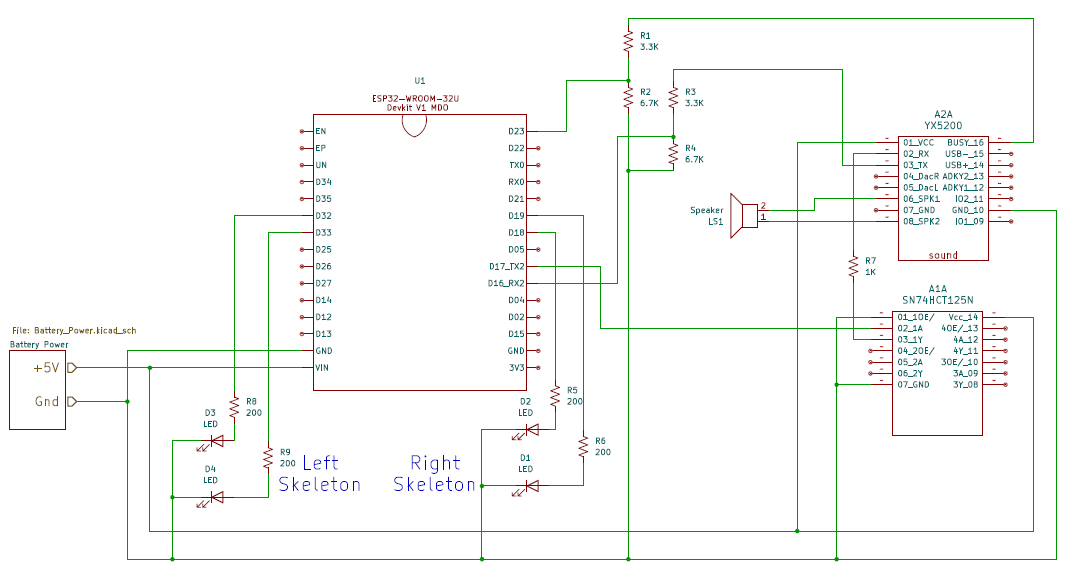 R1
3.3K
U1
ESP32-WROOM-32U
Devkit V1 MDO
R2
6.7K
R3
3.3K
R4
6.7K
A2A
YX5200
01_VCC
02_RX
03_TX
04_DacR
05_DacL
06_SPK1
07_GND
08_SPK2
BUSY_16
USB-_15
USB+_14
ADKY2_13
ADKY1_12
IO2_11
GND_10
IO1_09
sound
EN
EP
UN
D34
D35
D32
D33
D25
D26
D27
D14
D12
D13
GND
VIN
D23
D22
TX0
RX0
D21
D19
D18
D05
D17_TX2
D16_RX2
D04
D02
D15
GND
3V3
Speaker
LS1
2
1
R7
1K
A1A
SN74HCT125N
01_1OE/
02_1A
03_1Y
04_2OE/
05_2A
06_2Y
07_GND
Vcc_14
4OE/_13
4A_12
4Y_11
3OE/_10
3A_09
3Y_08
File: Battery_Power.kicad_sch
Battery Power
+5V
Gnd
R8
200
D3
LED
R9
200
D4
LED
Left
Skeleton
Right
Skeleton
R5
200
D2
LED
R6
200
D1
LED